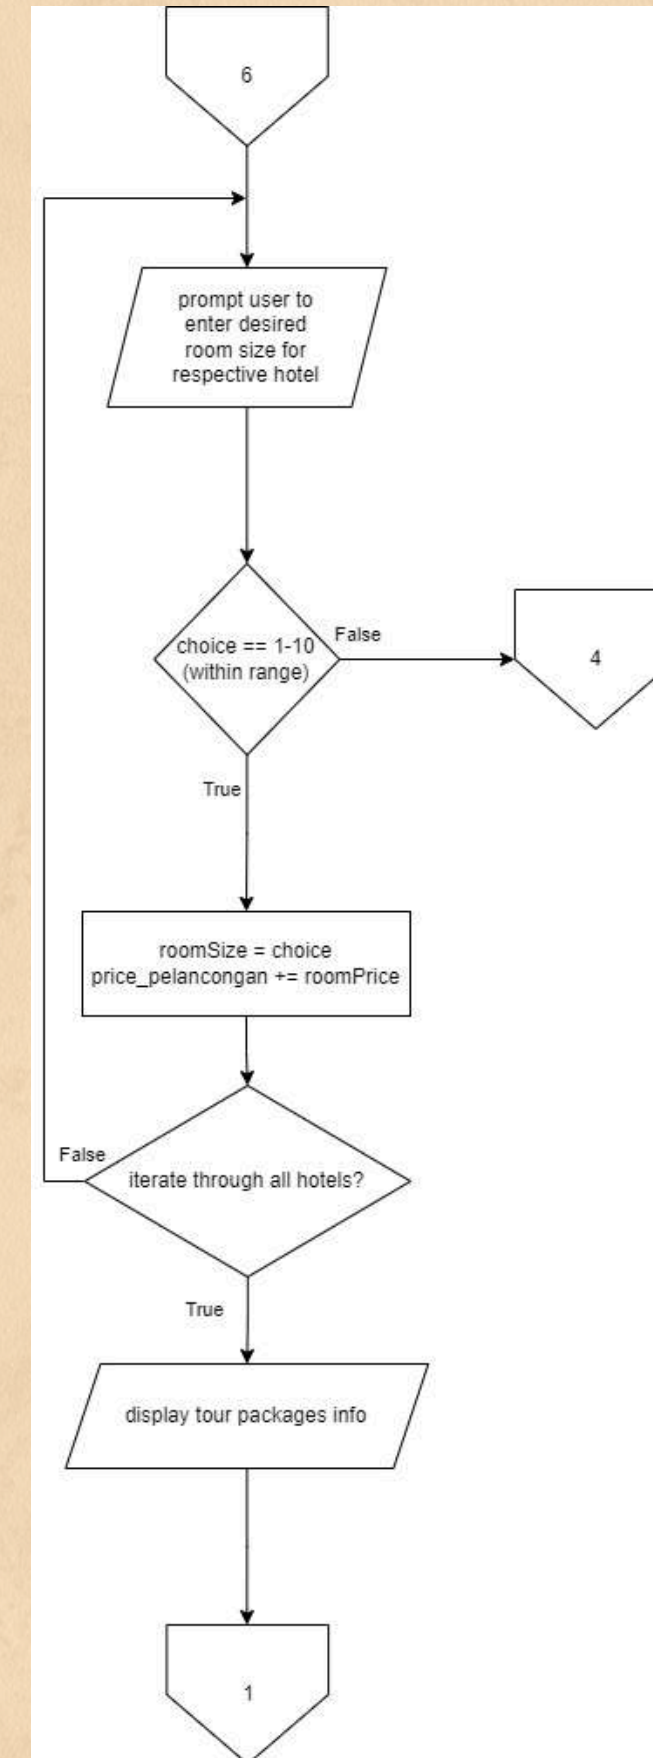 6
prompt user to
enter desired
room size for
respective hotel
choice == 1-10
(within range)
False
4
True
roomSize = choice
price_pelancongan += roomPrice
False
iterate through all hotels?
True
display tour packages info
1